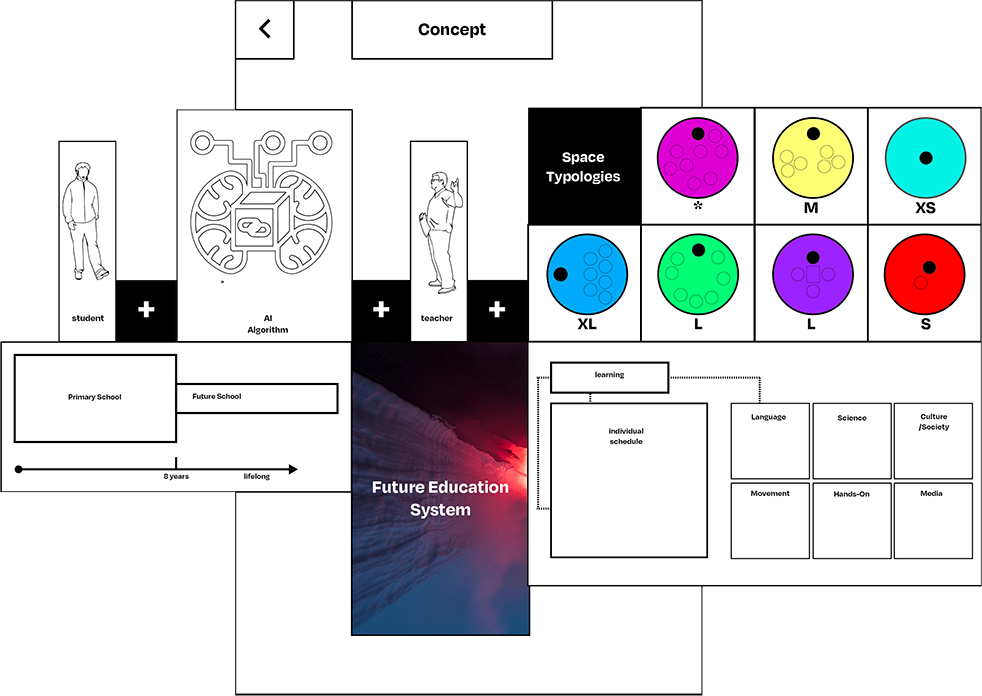 Concept
student
+
AI
Algorithm
*
+
teacher
+
Space
Typologies
*
M
XS
XL
L
L
S
Primary School
Future School
8 years
lifelong
Future Education
System
learning
individual
schedule
Language
Science
Culture
/Society
Movement
Hands-On
Media